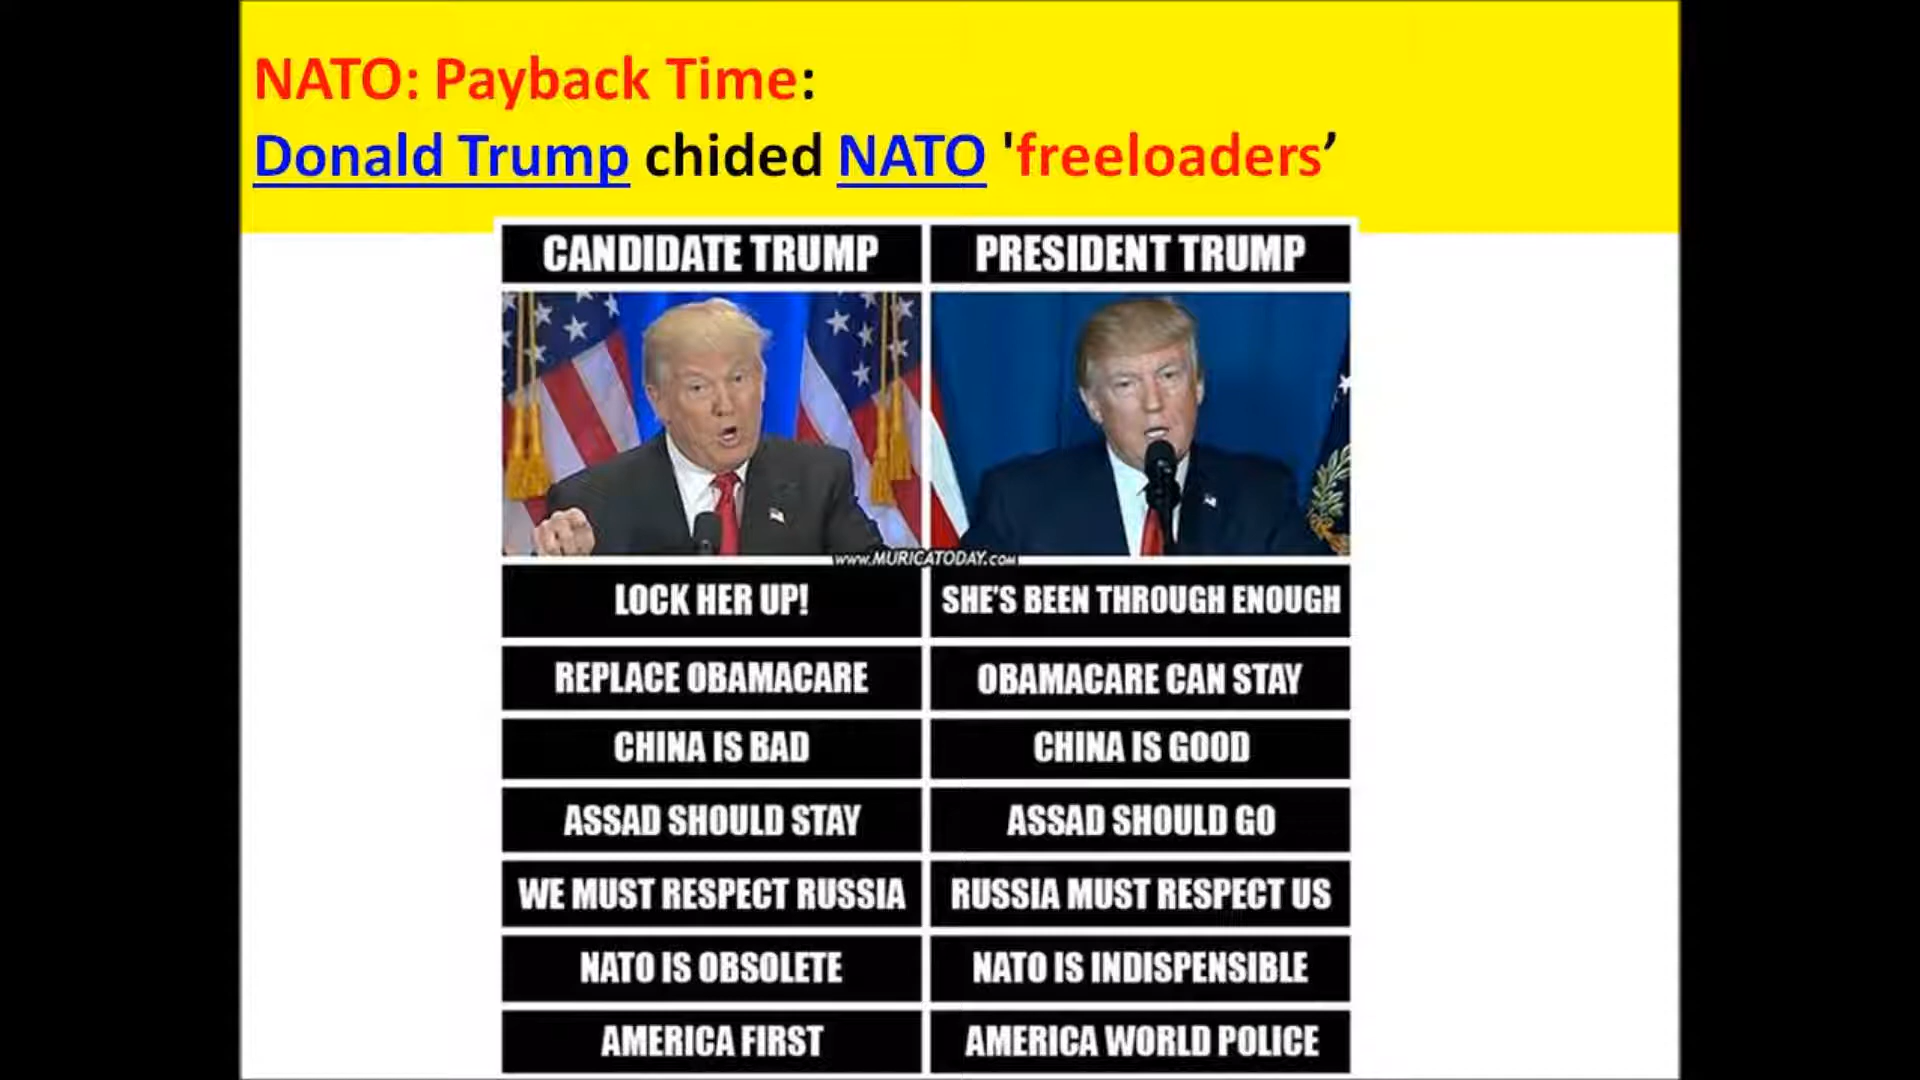 NATO: Payback Time:
Donald Trump chided NATO 'freeloaders’
CANDIDATE TRUMP
PRESIDENT TRUMP
www.MURICATODAY.com
LOCK HER UP!
SHE'S BEEN THROUGH ENOUGH
REPLACE OBAMACARE
OBAMACARE CAN STAY
CHINA IS BAD
CHINA IS GOOD
ASSAD SHOULD STAY
ASSAD SHOULD GO
WE MUST RESPECT RUSSIA
RUSSIA MUST RESPECT US
NATO IS OBSOLETE
NATO IS INDISPENSIBLE
AMERICA FIRST
AMERICA WORLD POLICE